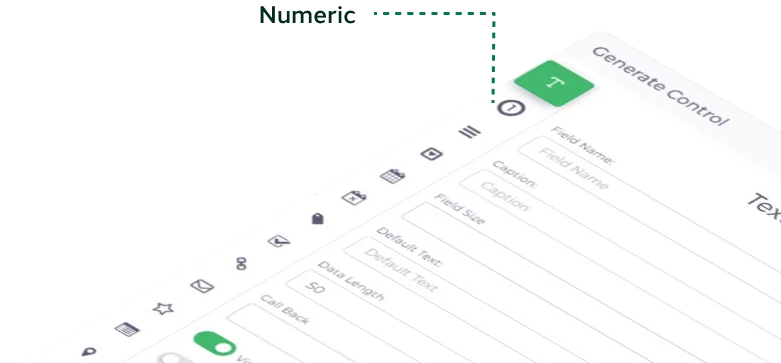 Numeric
Generate Control
T
1
Field Name:
Field Name
Caption:
Caption
Field Size
Default Text:
Default Text
Data Length
50
Call Back